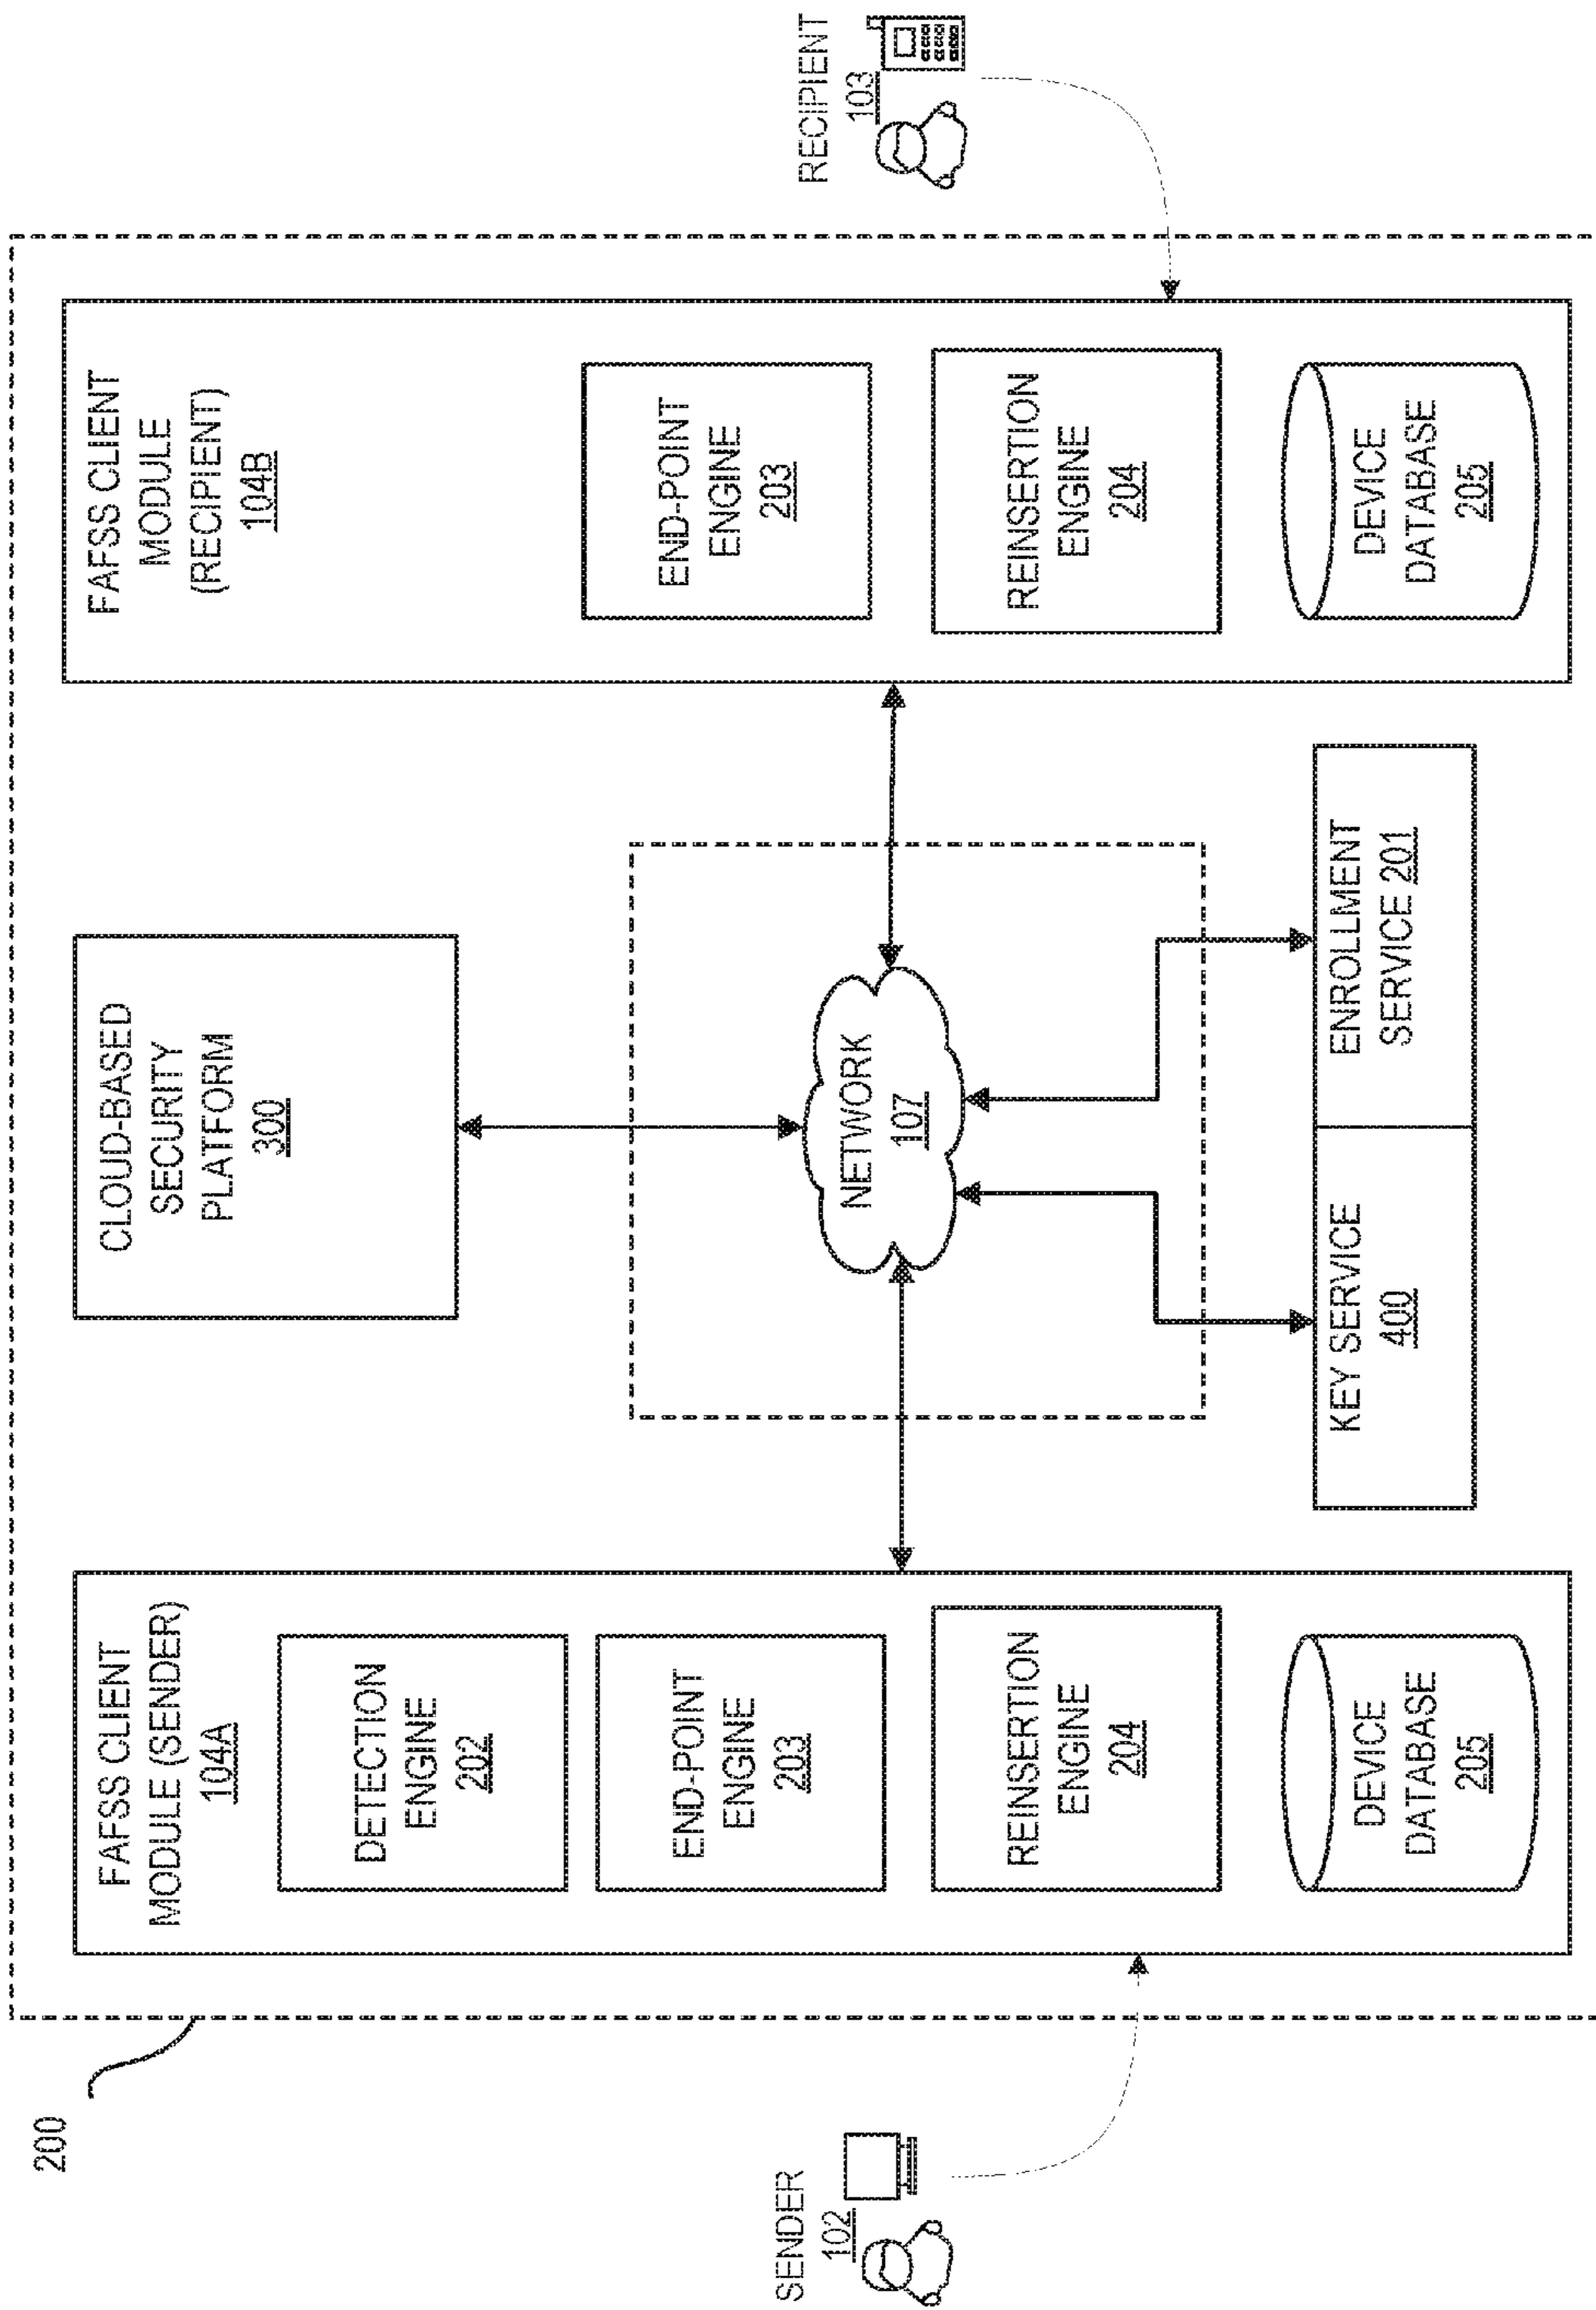 200
SENDER
102
FAFSS CLIENT
MODULE (SENDER)
104A
DETECTION
ENGINE
202
END-POINT
ENGINE
203
REINSERTION
ENGINE
204
DEVICE
DATABASE
205
CLOUD-BASED
SECURITY
PLATFORM
300
NETWORK
107
KEY SERVICE
400
ENROLLMENT
SERVICE 201
FAFSS CLIENT
MODULE
(RECIPIENT)
104B
END-POINT
ENGINE
203
REINSERTION
ENGINE
204
DEVICE
DATABASE
205
RECIPIENT
103